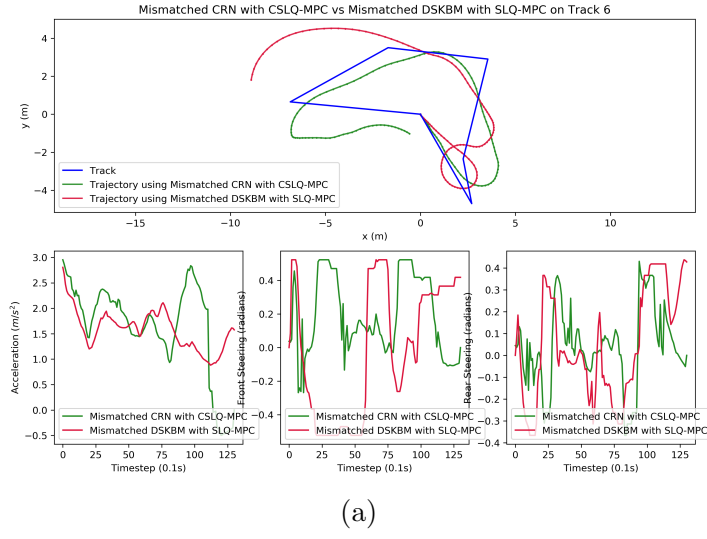 Mismatched CRN with CSLQ-MPC vs Mismatched DSKBM with SLQ-MPC on Track 6
4
2
0
−2
−4
y (m)
Track
Trajectory using Mismatched CRN with CSLQ-MPC
Trajectory using Mismatched DSKBM with SLQ-MPC
−15 −10 −5 0 5 10
x (m)
3.0
2.5
2.0
1.5
1.0
0.5
0.0
−0.5
Acceleration (m/s²)
Mismatched CRN with CSLQ-MPC
Mismatched DSKBM with SLQ-MPC
0 25 50 75 100 125
Timestep (0.1s)
0.4
0.2
0.0
−0.2
−0.4
Front Steering (radians)
Mismatched CRN with CSLQ-MPC
Mismatched DSKBM with SLQ-MPC
0 25 50 75 100 125
Timestep (0.1s)
0.4
0.3
0.2
0.1
0.0
−0.1
−0.2
−0.3
−0.4
Rear Steering (radians)
Mismatched CRN with CSLQ-MPC
Mismatched DSKBM with SLQ-MPC
0 25 50 75 100 125
Timestep (0.1s)
(a)